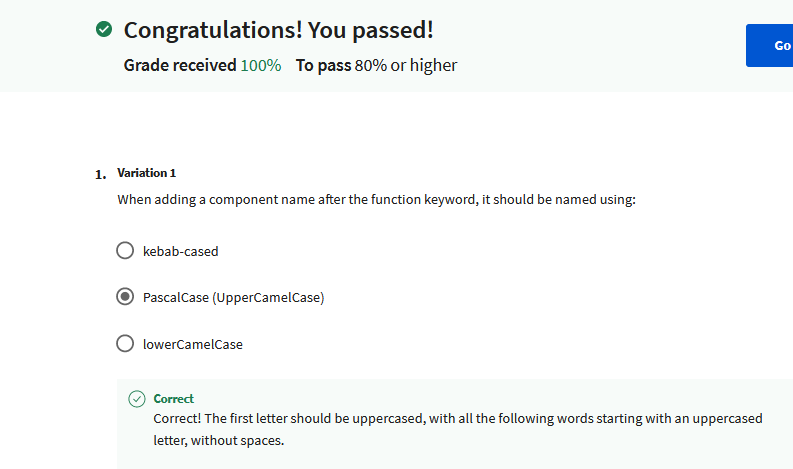 Congratulations! You passed!
Grade received 100% To pass 80% or higher
Go
1. Variation 1
When adding a component name after the function keyword, it should be named using:
kebab-cased
PascalCase (UpperCamelCase)
lowerCamelCase
Correct
Correct! The first letter should be uppercased, with all the following words starting with an uppercased
letter, without spaces.